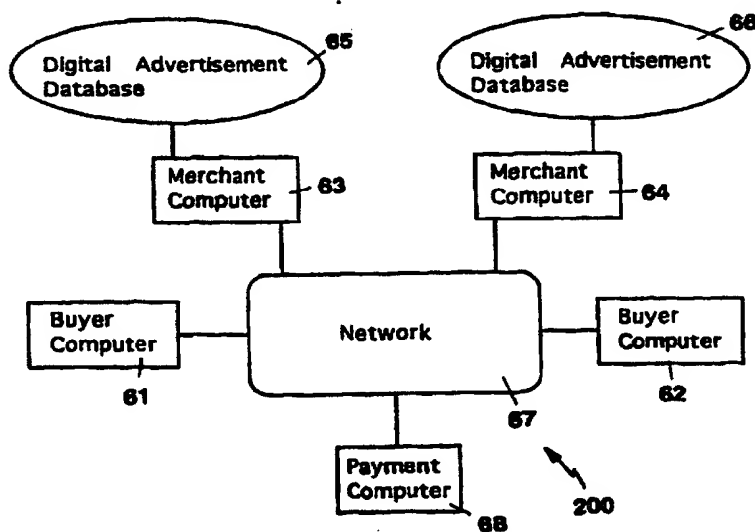 Digital Advertisement
Database
65
Digital Advertisement
Database
66
Merchant
Computer
63
Merchant
Computer
64
Buyer
Computer
61
Network
67
Buyer
Computer
62
Payment
Computer
68
200